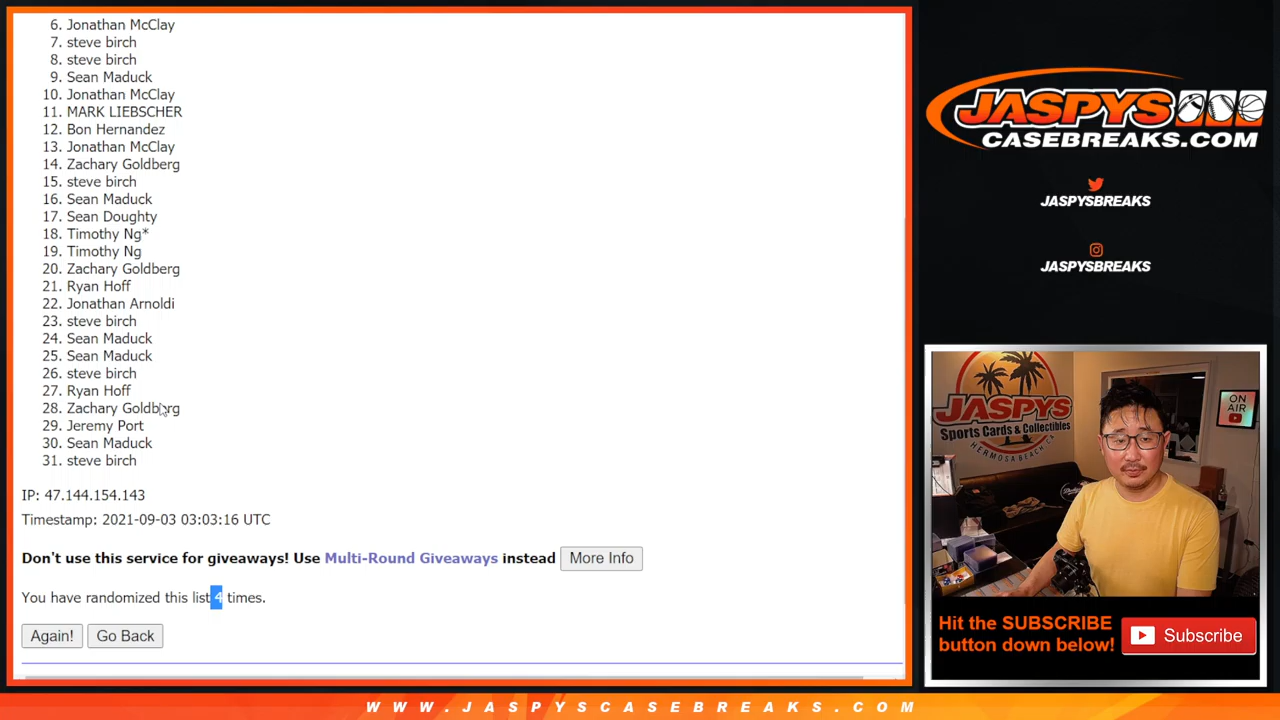 6. Jonathan McClay
7. steve birch
8. steve birch
9. Sean Maduck
10. Jonathan McClay
11. MARK LIEBSCHER
12. Bon Hernandez
13. Jonathan McClay
14. Zachary Goldberg
15. steve birch
16. Sean Maduck
17. Sean Doughty
18. Timothy Ng*
19. Timothy Ng
20. Zachary Goldberg
21. Ryan Hoff
22. Jonathan Arnoldi
23. steve birch
24. Sean Maduck
25. Sean Maduck
26. steve birch
27. Ryan Hoff
28. Zachary Goldberg
29. Jeremy Port
30. Sean Maduck
31. steve birch
IP: 47.144.154.143
Timestamp: 2021-09-03 03:03:16 UTC
Don't use this service for giveaways! Use Multi-Round Giveaways instead More Info
You have randomized this list 4 times.
Again! Go Back
JASPYS
CASEBREAKS.COM
JASPYSBREAKS
JASPYSBREAKS
JASPYS
Sports Cards & Collectibles
HERMOSA BEACH, CA
ON
AIR
Hit the SUBSCRIBE
button down below!
Subscribe
WWW.JASPYSCASEBREAKS.COM